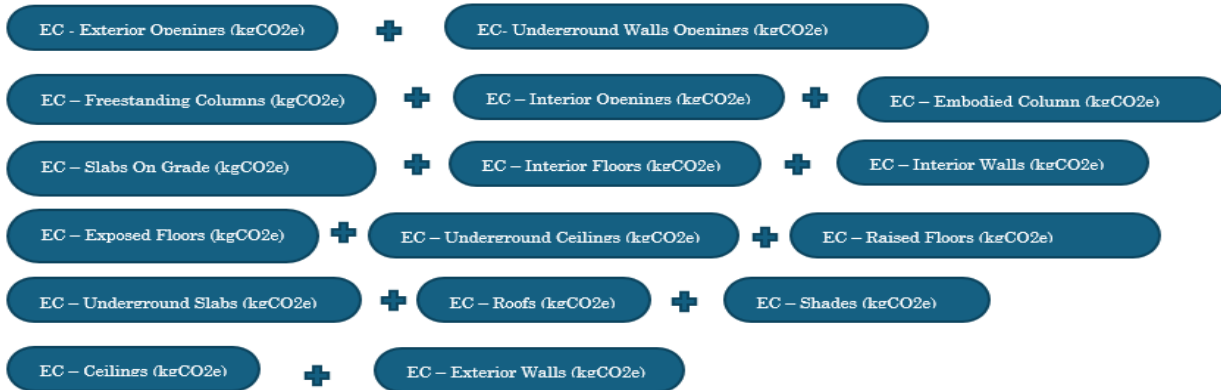 EC - Exterior Openings (kgCO2e) EC- Underground Walls Openings (kgCO2e)
EC – Freestanding Columns (kgCO2e) EC – Interior Openings (kgCO2e) EC – Embodied Column (kgCO2e)
EC – Slabs On Grade (kgCO2e) EC – Interior Floors (kgCO2e) EC – Interior Walls (kgCO2e)
EC – Exposed Floors (kgCO2e) EC – Underground Ceilings (kgCO2e) EC – Raised Floors (kgCO2e)
EC – Underground Slabs (kgCO2e) EC – Roofs (kgCO2e) EC – Shades (kgCO2e)
EC – Ceilings (kgCO2e) EC – Exterior Walls (kgCO2e)